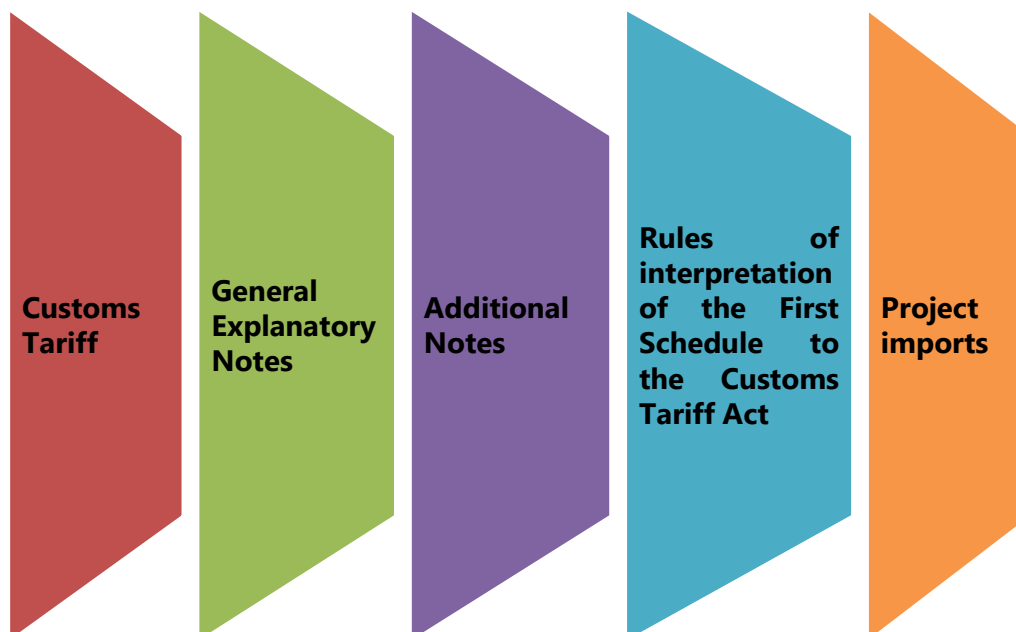 Customs
Tariff
General
Explanatory
Notes
Additional
Notes
Rules of
interpretation
of the First
Schedule to
the Customs
Tariff Act
Project
imports